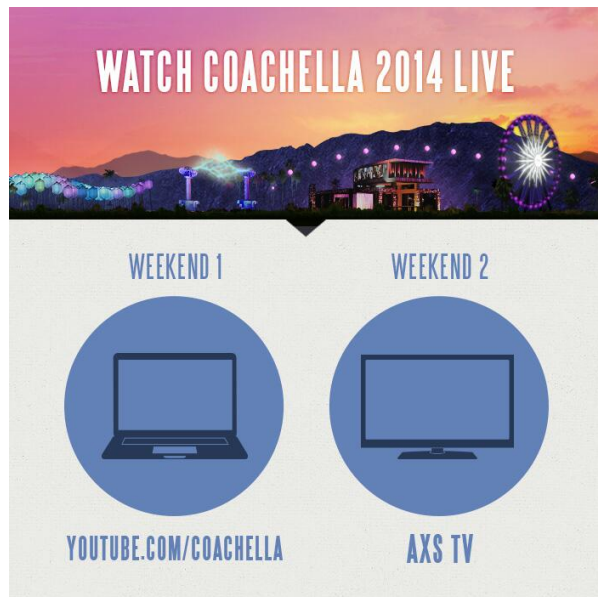 WATCH COACHELLA 2014 LIVE
WEEKEND 1
WEEKEND 2
YOUTUBE.COM/COACHELLA
AXS TV